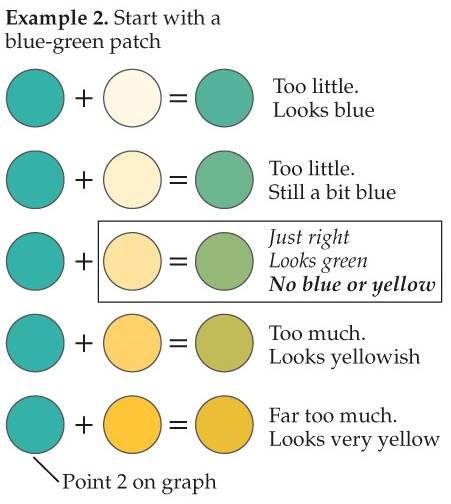 Example 2. Start with a
blue-green patch
+ = Too little.
Looks blue
+ = Too little.
Still a bit blue
+ = Just right
Looks green
No blue or yellow
+ = Too much.
Looks yellowish
+ = Far too much.
Looks very yellow
Point 2 on graph